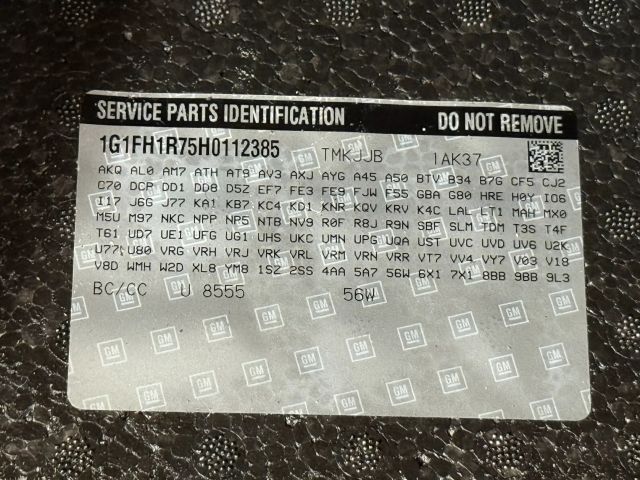 SERVICE PARTS IDENTIFICATION DO NOT REMOVE
1G1FH1R75H0112385 TMKJJB 1AK37
AKQ AL0 AM7 ATH AT9 AV3 AXJ AYG A45 A50 BTV B34 B7G CF5 CJ2
C70 DCP DD1 DD8 D5Z EF7 FE3 FE9 FJW F55 GBA G80 HRE H0Y IO6
I17 J6G J77 KA1 KB7 KC4 KD1 KNR KQV KRV K4C LAL LT1 MAH MX0
M5U M97 NKC NPP NP5 NTB NV9 R0F R8J R9N SBF SLM TDM T3S T4F
T61 UD7 UE1 UFG UG1 UHS UKC UMN UPG UQA UST UVC UVD UV6 U2K
U77 U80 VRG VRH VRJ VRK VRL VRM VRN VRR VT7 VV4 VY7 V03 V18
V8D WMH W2D XL8 YM8 1SZ 2SS 4AA 5A7 56W 6X1 7X1 8BB 9BB 9L3
BC/CC U 8555 56W
GM